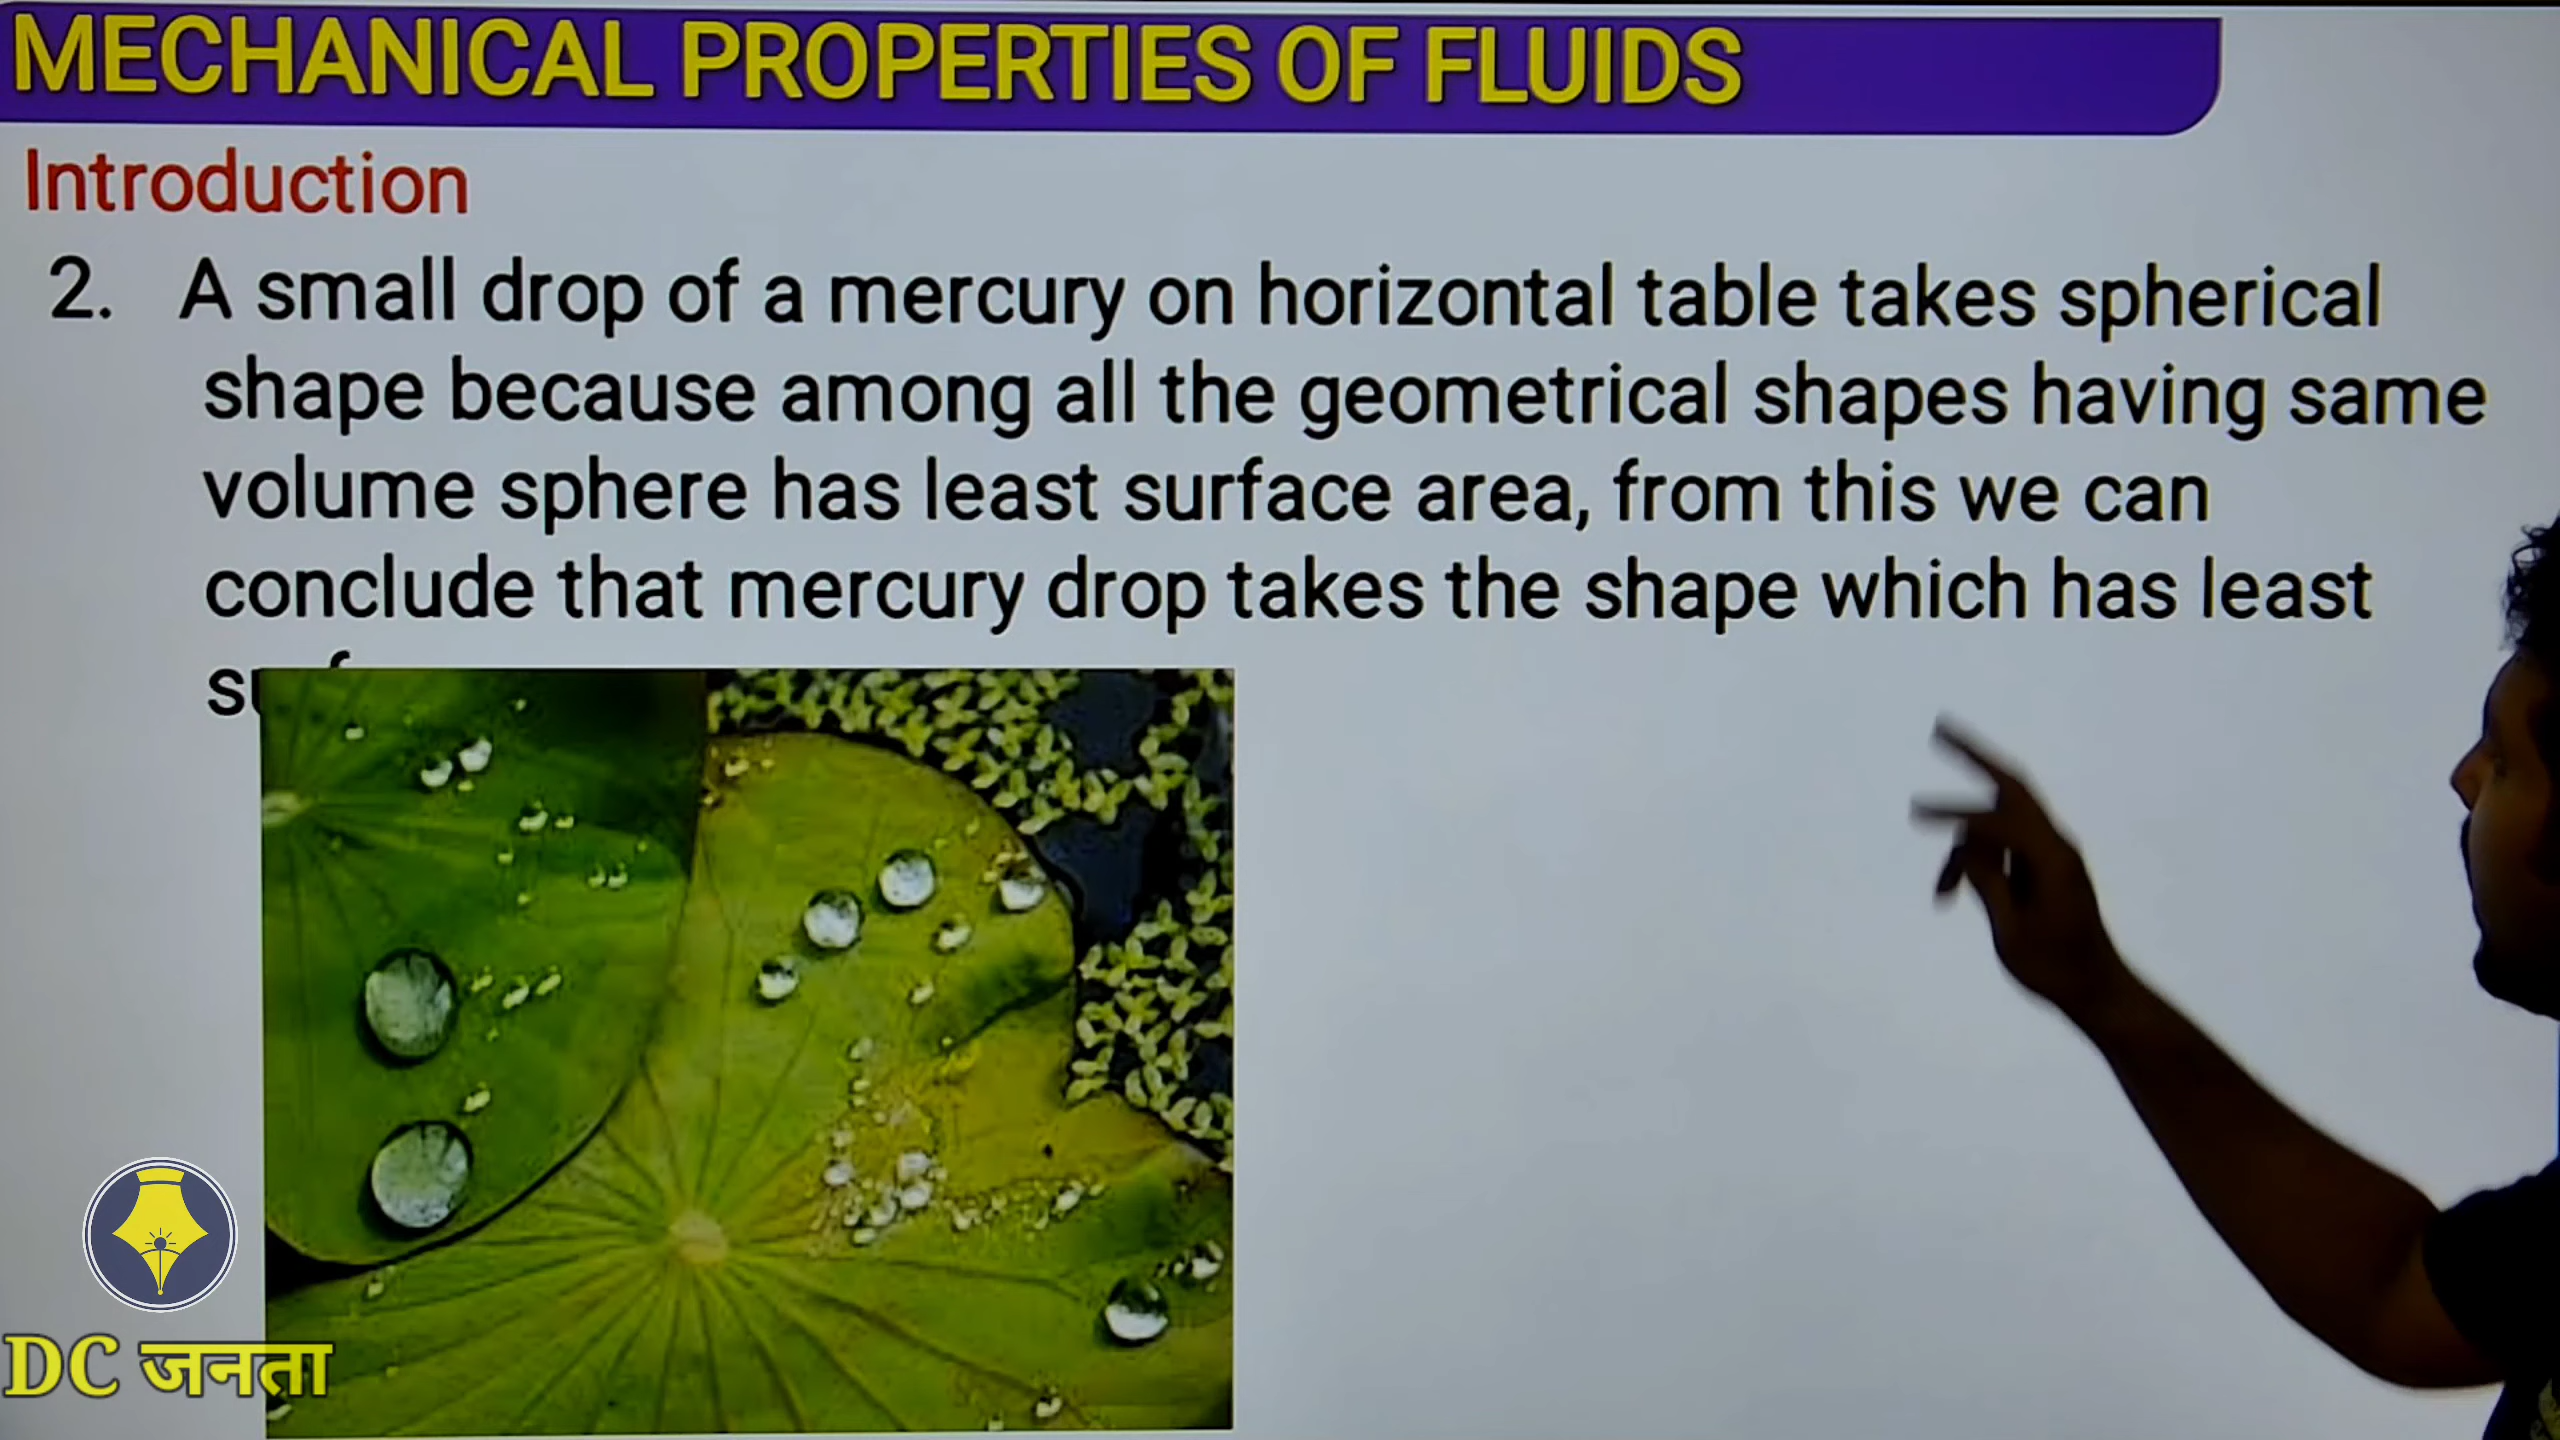 MECHANICAL PROPERTIES OF FLUIDS
Introduction
2. A small drop of a mercury on horizontal table takes spherical
shape because among all the geometrical shapes having same
volume sphere has least surface area, from this we can
conclude that mercury drop takes the shape which has least
DC जनता